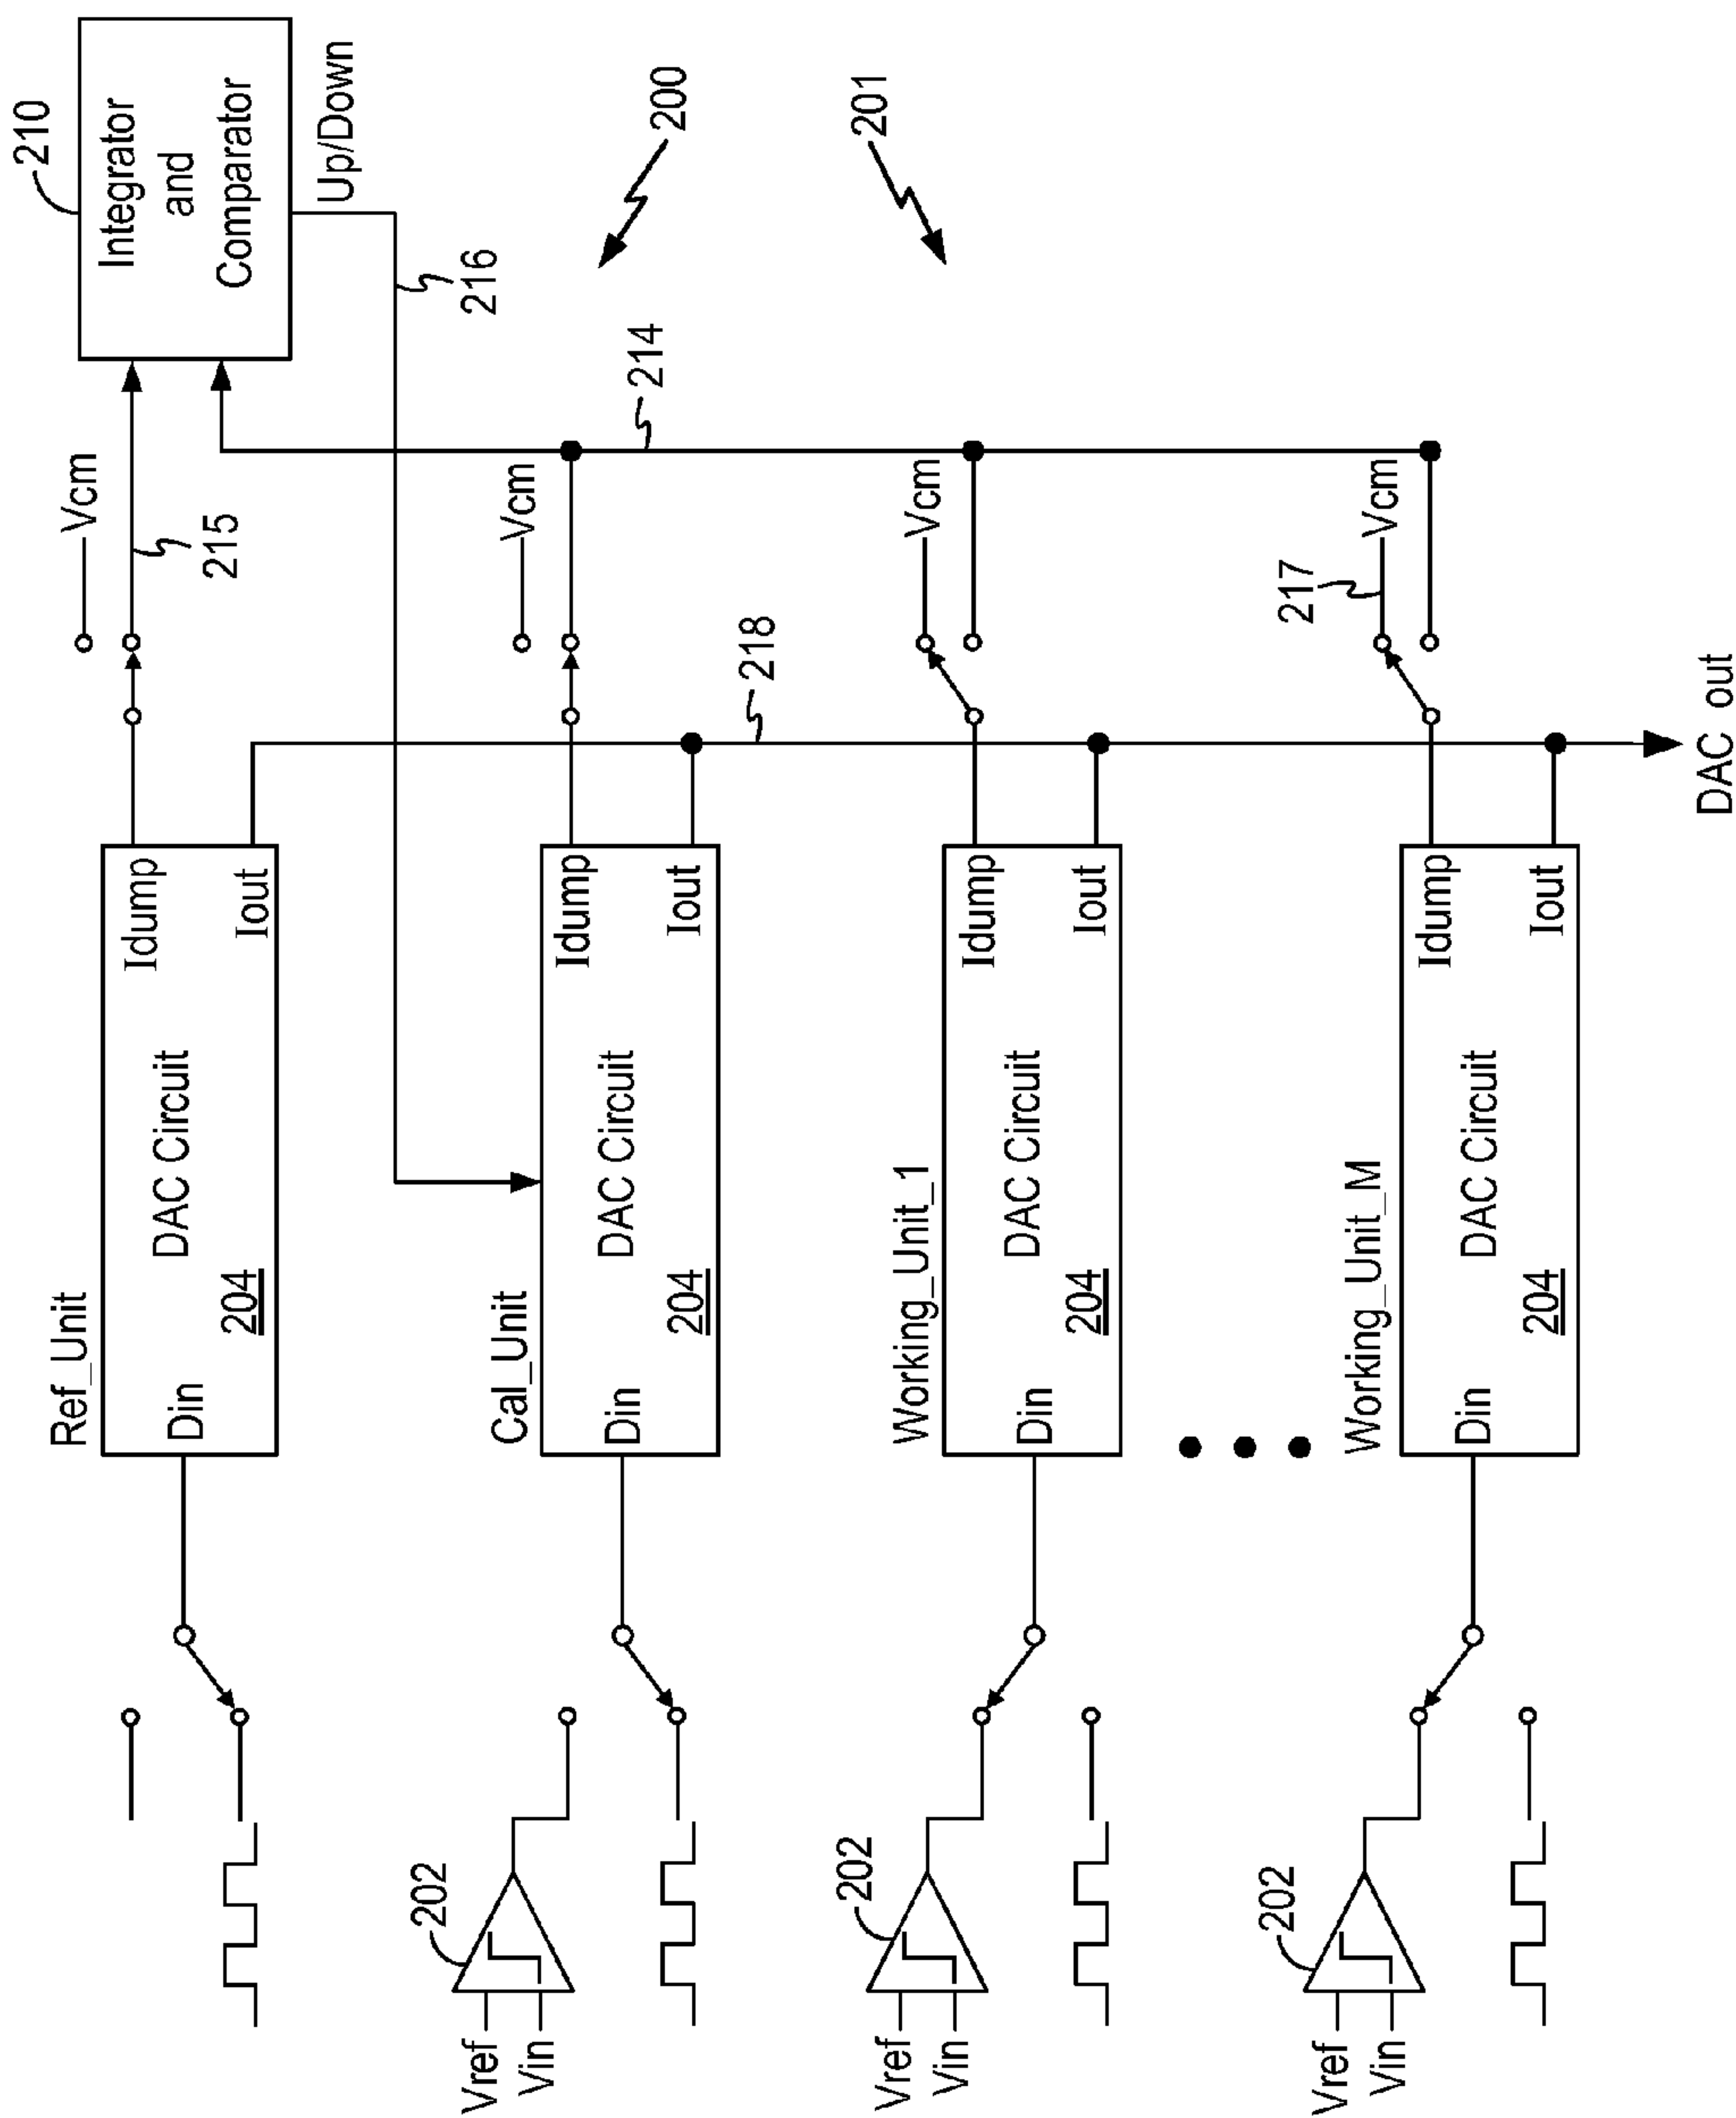 210
Integrator
and
Comparator
Up/Down
216
200
201
Vcm
215
Vcm
214
Vcm
217
Vcm
218
DAC out
Ref_Unit
Din
DAC Circuit
204
Idump
Iout
Cal_Unit
Din
DAC Circuit
204
Idump
Iout
Working_Unit_1
Din
DAC Circuit
204
Idump
Iout
Working_Unit_M
Din
DAC Circuit
204
Idump
Iout
202
Vref
Vin
202
Vref
Vin
202
Vref
Vin